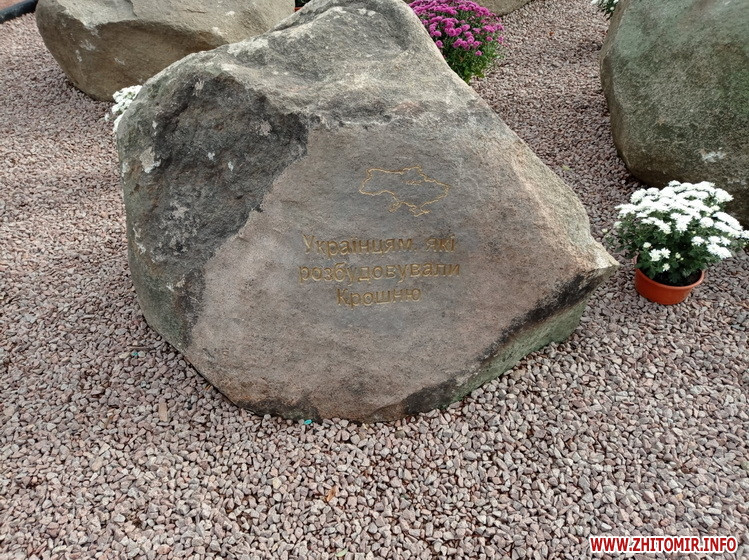 Українцям, які
розбудовували
Крошню
WWW.ZHITOMIR.INFO